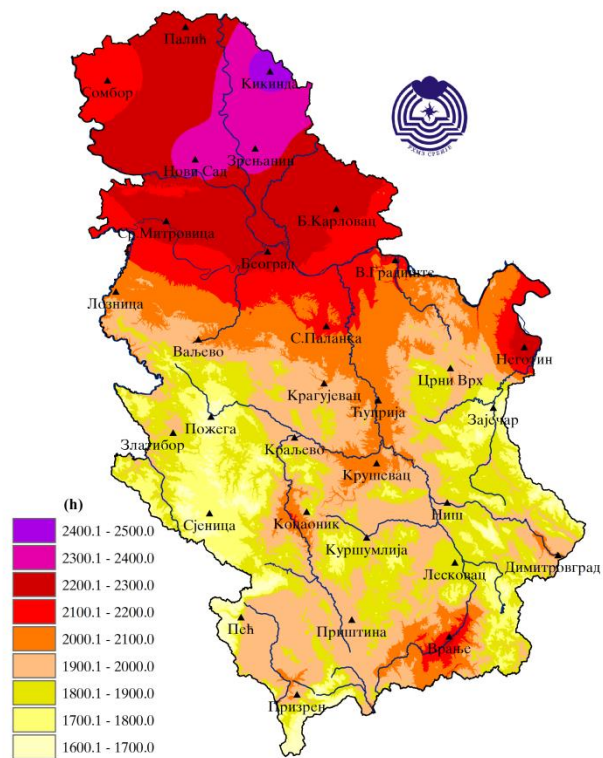 Палић
Кикинда
Сомбор
Зрењанин
Нови Сад
РХМЗ СРБИЈЕ
Б.Карловац
Ср.Митровица
Београд
В.Градиште
Лозница
С.Паланка
Ваљево
Неготин
Црни Врх
Крагујевац
Ћуприја
Зајечар
Пожега
Златибор
Краљево
Крушевац
(h)
2400.1 - 2500.0
2300.1 - 2400.0
2200.1 - 2300.0
2100.1 - 2200.0
2000.1 - 2100.0
1900.1 - 2000.0
1800.1 - 1900.0
1700.1 - 1800.0
1600.1 - 1700.0
Сјеница
Копаоник
Ниш
Куршумлија
Лесковац
Димитровград
Пећ
Приштина
Врање
Призрен